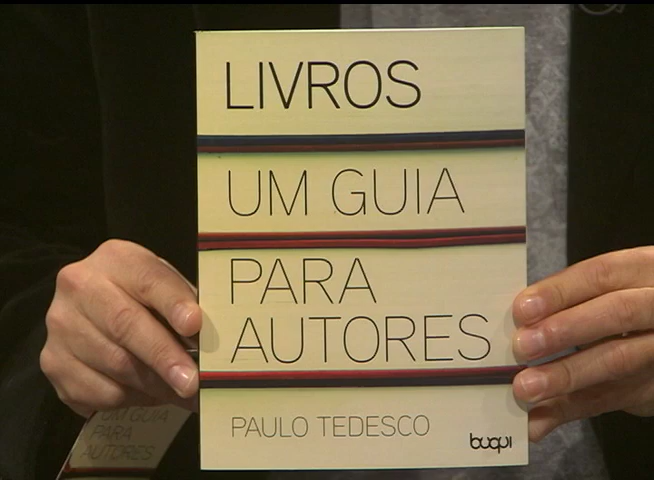 LIVROS
UM GUIA
PARA
AUTORES
PAULO TEDESCO
buqui
UM GUIA
PARA
AUTORES